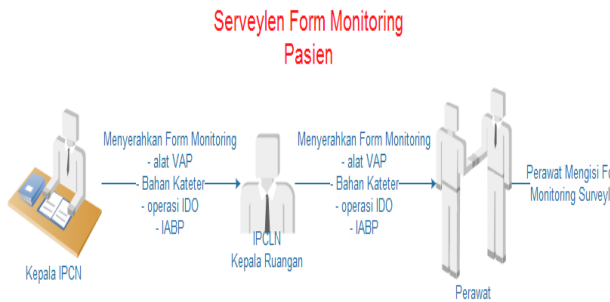 Serveylen Form Monitoring
Pasien
Menyerahkan Form Monitoring
- alat VAP
- Bahan Kateter
- operasi IDO
- IABP
Menyerahkan Form Monitoring
- alat VAP
- Bahan Kateter
- operasi IDO
- IABP
Perawat Mengisi Fo
Monitoring Surveyl
IPCLN
Kepala Ruangan
Kepala IPCN
Perawat